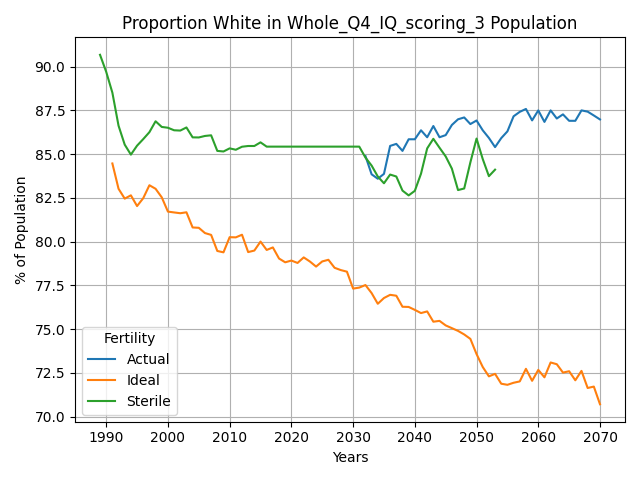 Proportion White in Whole_Q4_IQ_scoring_3 Population
% of Population
90.0
87.5
85.0
82.5
80.0
77.5
75.0
72.5
70.0
Fertility
Actual
Ideal
Sterile
1990 2000 2010 2020 2030 2040 2050 2060 2070
Years